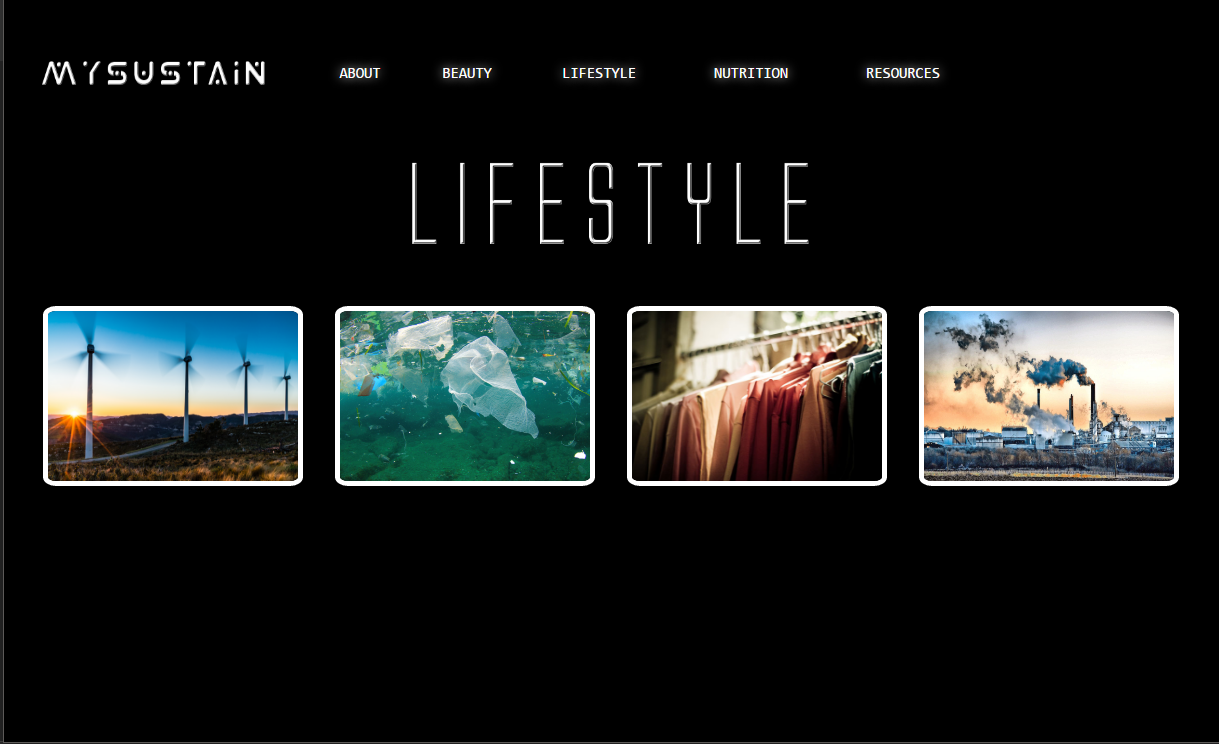 MYSUSTAiN
ABOUT BEAUTY LIFESTYLE NUTRITION RESOURCES
LIFESTYLE